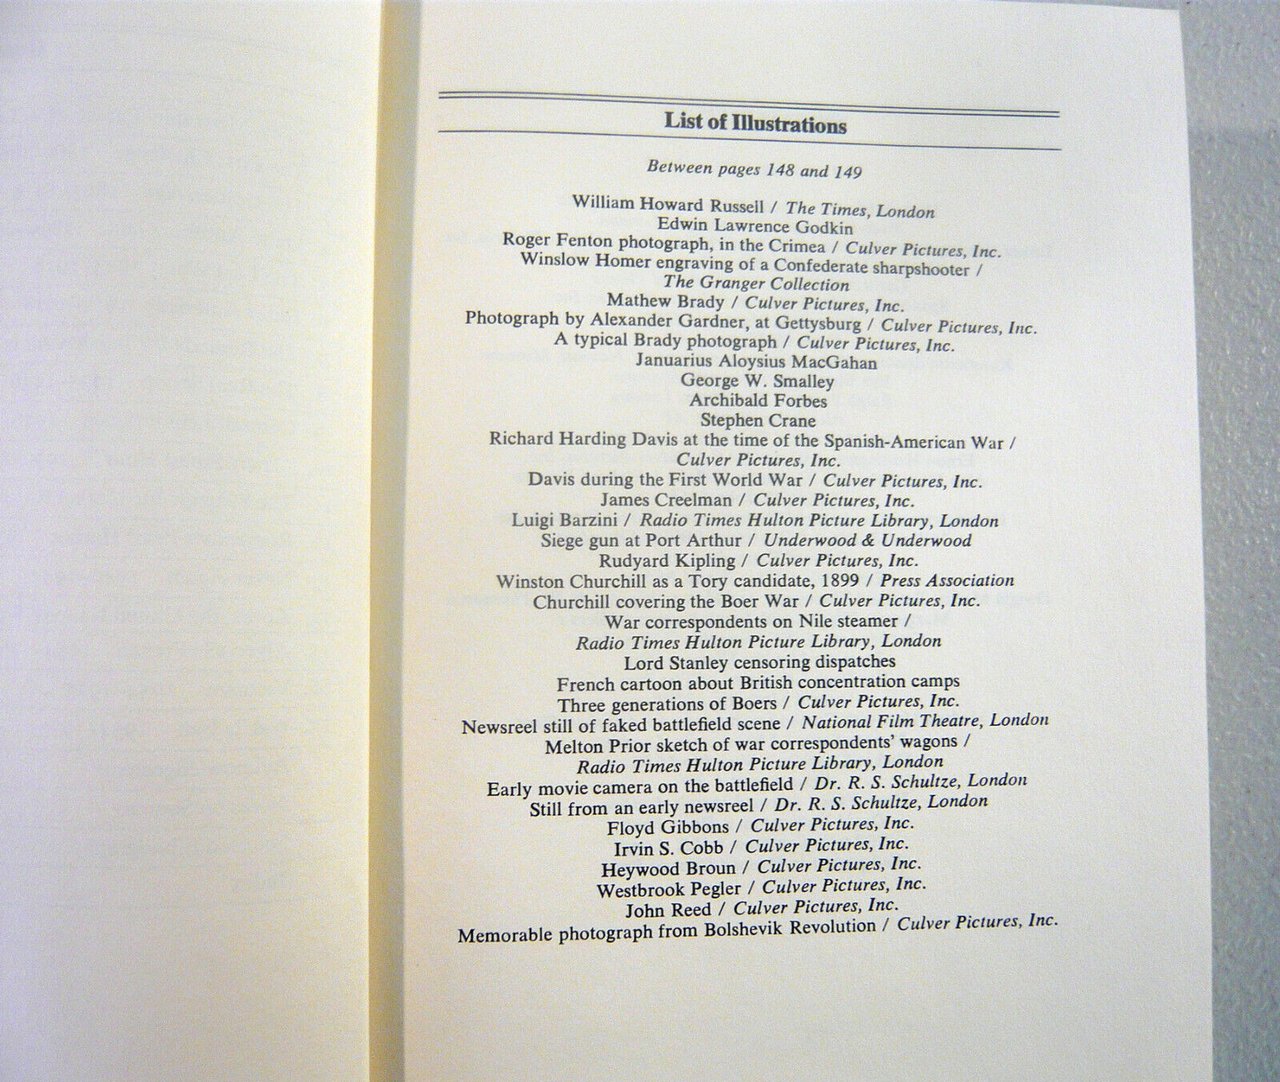 List of Illustrations
Between pages 148 and 149
William Howard Russell / The Times, London
Edwin Lawrence Godkin
Roger Fenton photograph, in the Crimea / Culver Pictures, Inc.
Winslow Homer engraving of a Confederate sharpshooter /
The Granger Collection
Mathew Brady / Culver Pictures, Inc.
Photograph by Alexander Gardner, at Gettysburg / Culver Pictures, Inc.
A typical Brady photograph / Culver Pictures, Inc.
Januarius Aloysius MacGahan
George W. Smalley
Archibald Forbes
Stephen Crane
Richard Harding Davis at the time of the Spanish-American War /
Culver Pictures, Inc.
Davis during the First World War / Culver Pictures, Inc.
James Creelman / Culver Pictures, Inc.
Luigi Barzini / Radio Times Hulton Picture Library, London
Siege gun at Port Arthur / Underwood & Underwood
Rudyard Kipling / Culver Pictures, Inc.
Winston Churchill as a Tory candidate, 1899 / Press Association
Churchill covering the Boer War / Culver Pictures, Inc.
War correspondents on Nile steamer /
Radio Times Hulton Picture Library, London
Lord Stanley censoring dispatches
French cartoon about British concentration camps
Three generations of Boers / Culver Pictures, Inc.
Newsreel still of faked battlefield scene / National Film Theatre, London
Melton Prior sketch of war correspondents' wagons /
Radio Times Hulton Picture Library, London
Early movie camera on the battlefield / Dr. R. S. Schultze, London
Still from an early newsreel / Dr. R. S. Schultze, London
Floyd Gibbons / Culver Pictures, Inc.
Irvin S. Cobb / Culver Pictures, Inc.
Heywood Broun / Culver Pictures, Inc.
Westbrook Pegler / Culver Pictures, Inc.
John Reed / Culver Pictures, Inc.
Memorable photograph from Bolshevik Revolution / Culver Pictures, Inc.